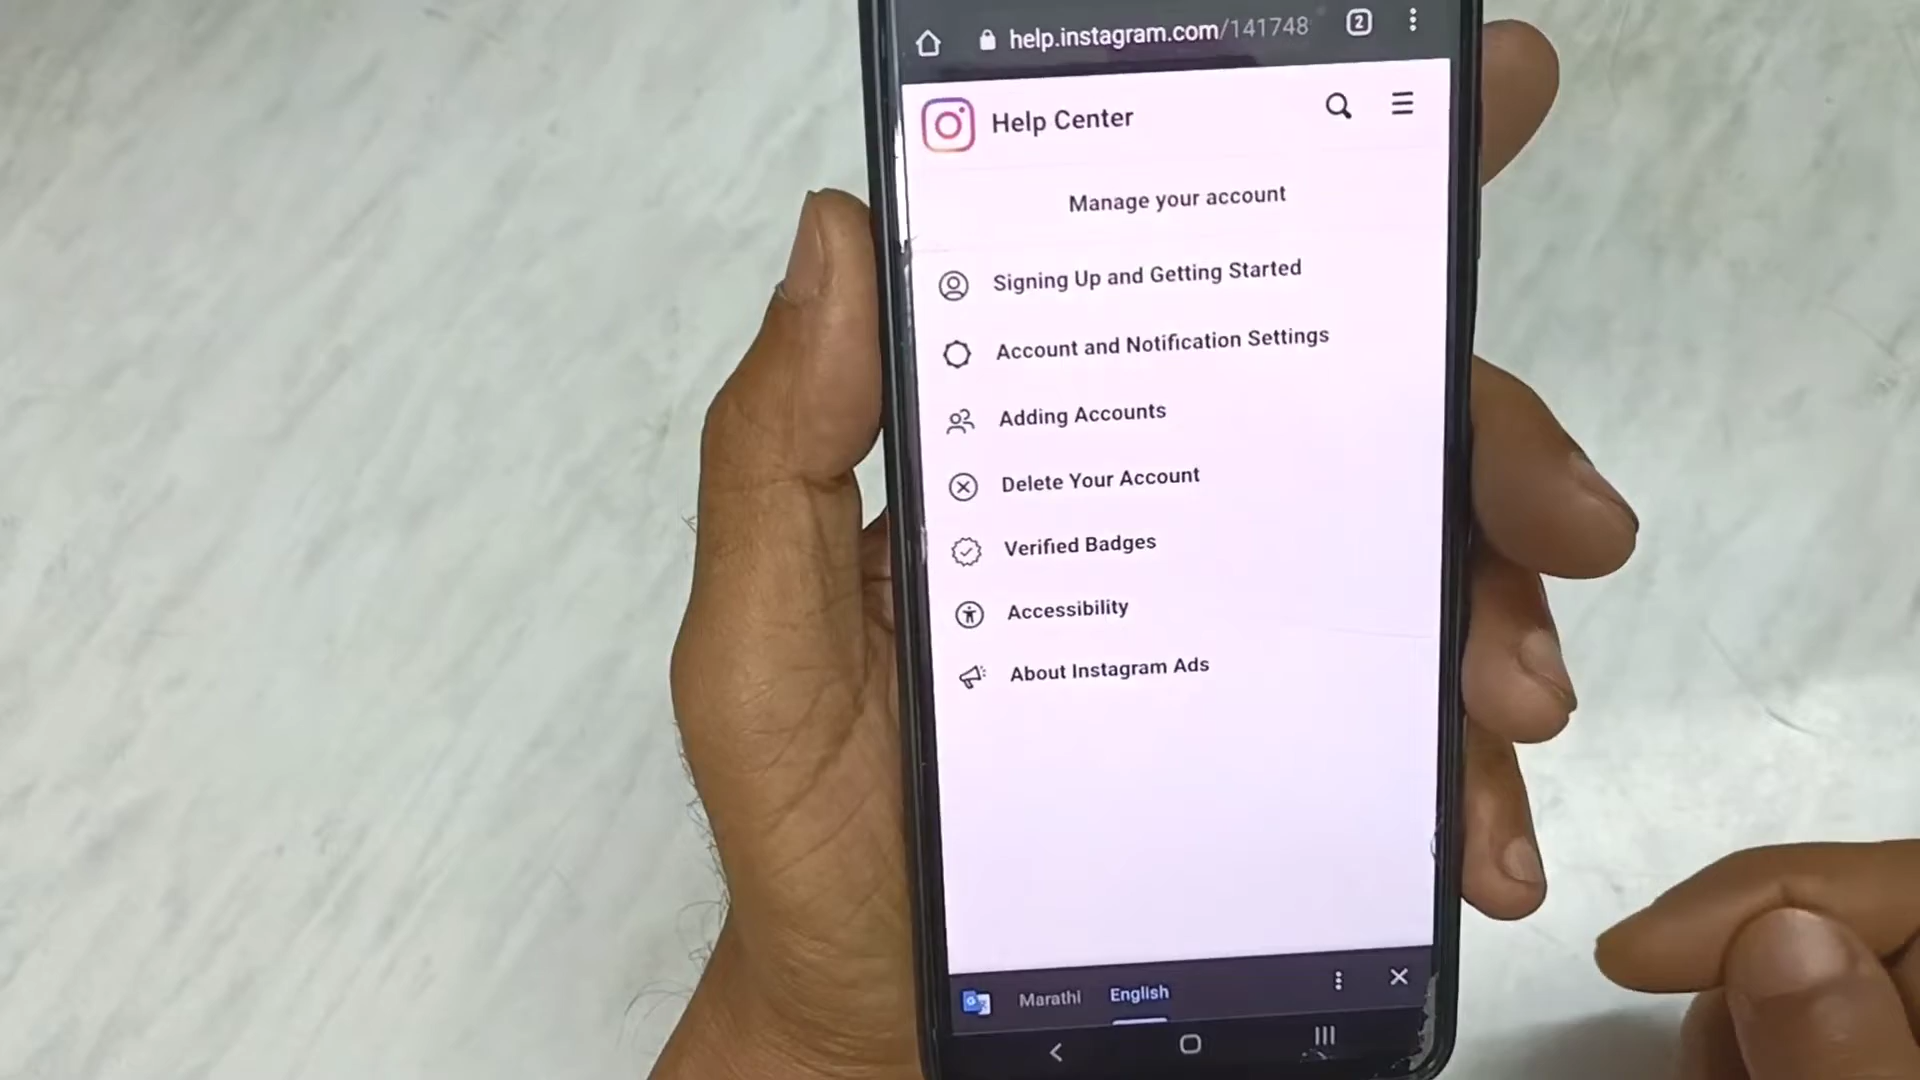 help.instagram.com/141748
2
Help Center
Manage your account
Signing Up and Getting Started
Account and Notification Settings
Adding Accounts
Delete Your Account
Verified Badges
Accessibility
About Instagram Ads
Marathi English